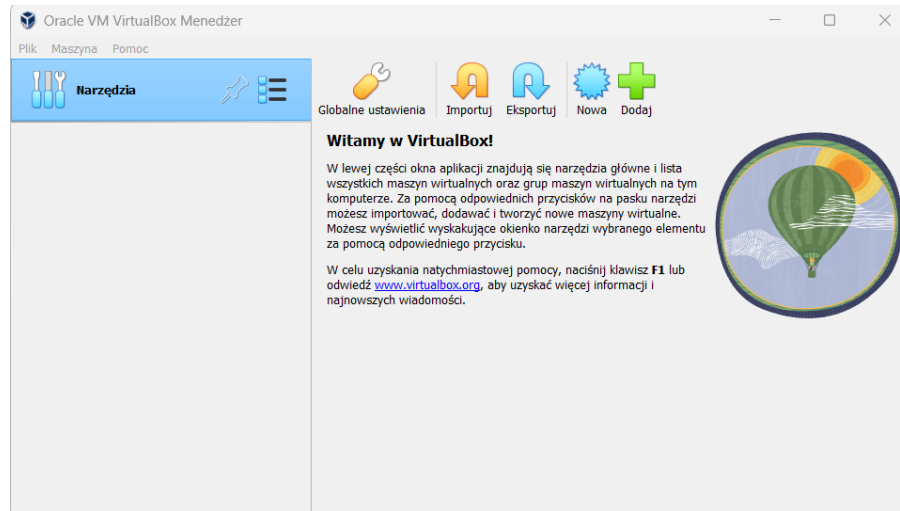 Oracle VM VirtualBox Menedżer
Plik Maszyna Pomoc
Narzędzia
Globalne ustawienia Importuj Eksportuj Nowa Dodaj
Witamy w VirtualBox!
W lewej części okna aplikacji znajdują się narzędzia główne i lista
wszystkich maszyn wirtualnych oraz grup maszyn wirtualnych na tym
komputerze. Za pomocą odpowiednich przycisków na pasku narzędzi
możesz importować, dodawać i tworzyć nowe maszyny wirtualne.
Możesz wyświetlić wyskakujące okienko narzędzi wybranego elementu
za pomocą odpowiedniego przycisku.
W celu uzyskania natychmiastowej pomocy, naciśnij klawisz F1 lub
odwiedź www.virtualbox.org, aby uzyskać więcej informacji i
najnowszych wiadomości.